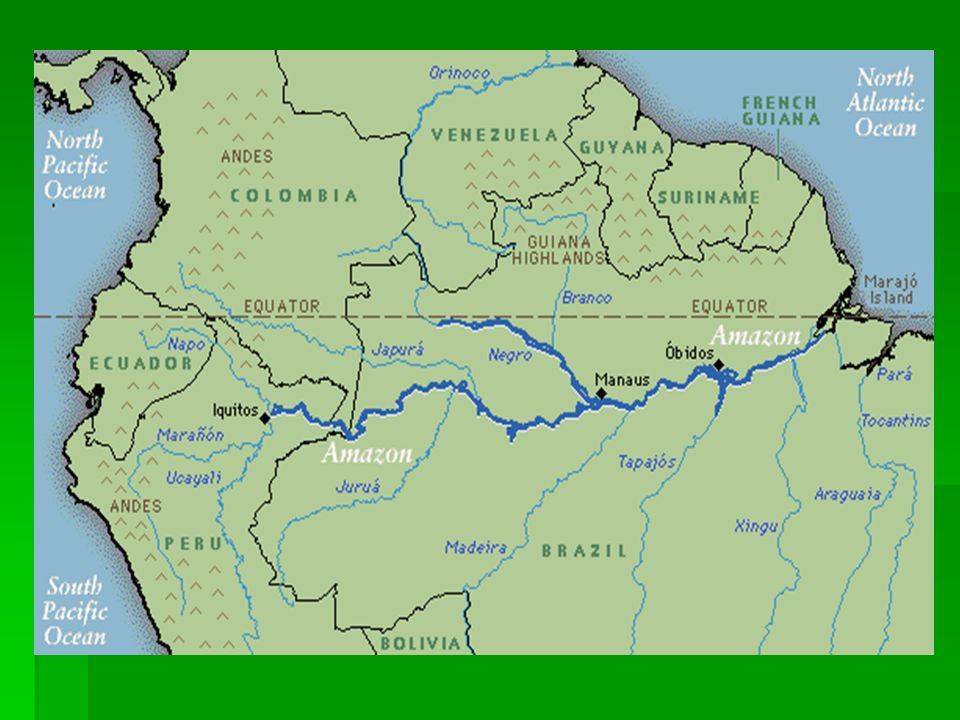 Orinoco
North
Pacific
Ocean
North
Atlantic
Ocean
FRENCH
GUIANA
VENEZUELA
GUYANA
ANDES
COLOMBIA
SURINAME
GUIANA
HIGHLANDS
Marajó
Island
Branco
EQUATOR
EQUATOR
Amazon
Napo
Japurá
Negro
Óbidos
ECUADOR
Manaus
Pará
Iquitos
Tocantins
Marañón
Amazon
Ucayali
Juruá
Tapajós
Araguaia
ANDES
Xingu
PERU
Madeira
BRAZIL
South
Pacific
Ocean
BOLIVIA